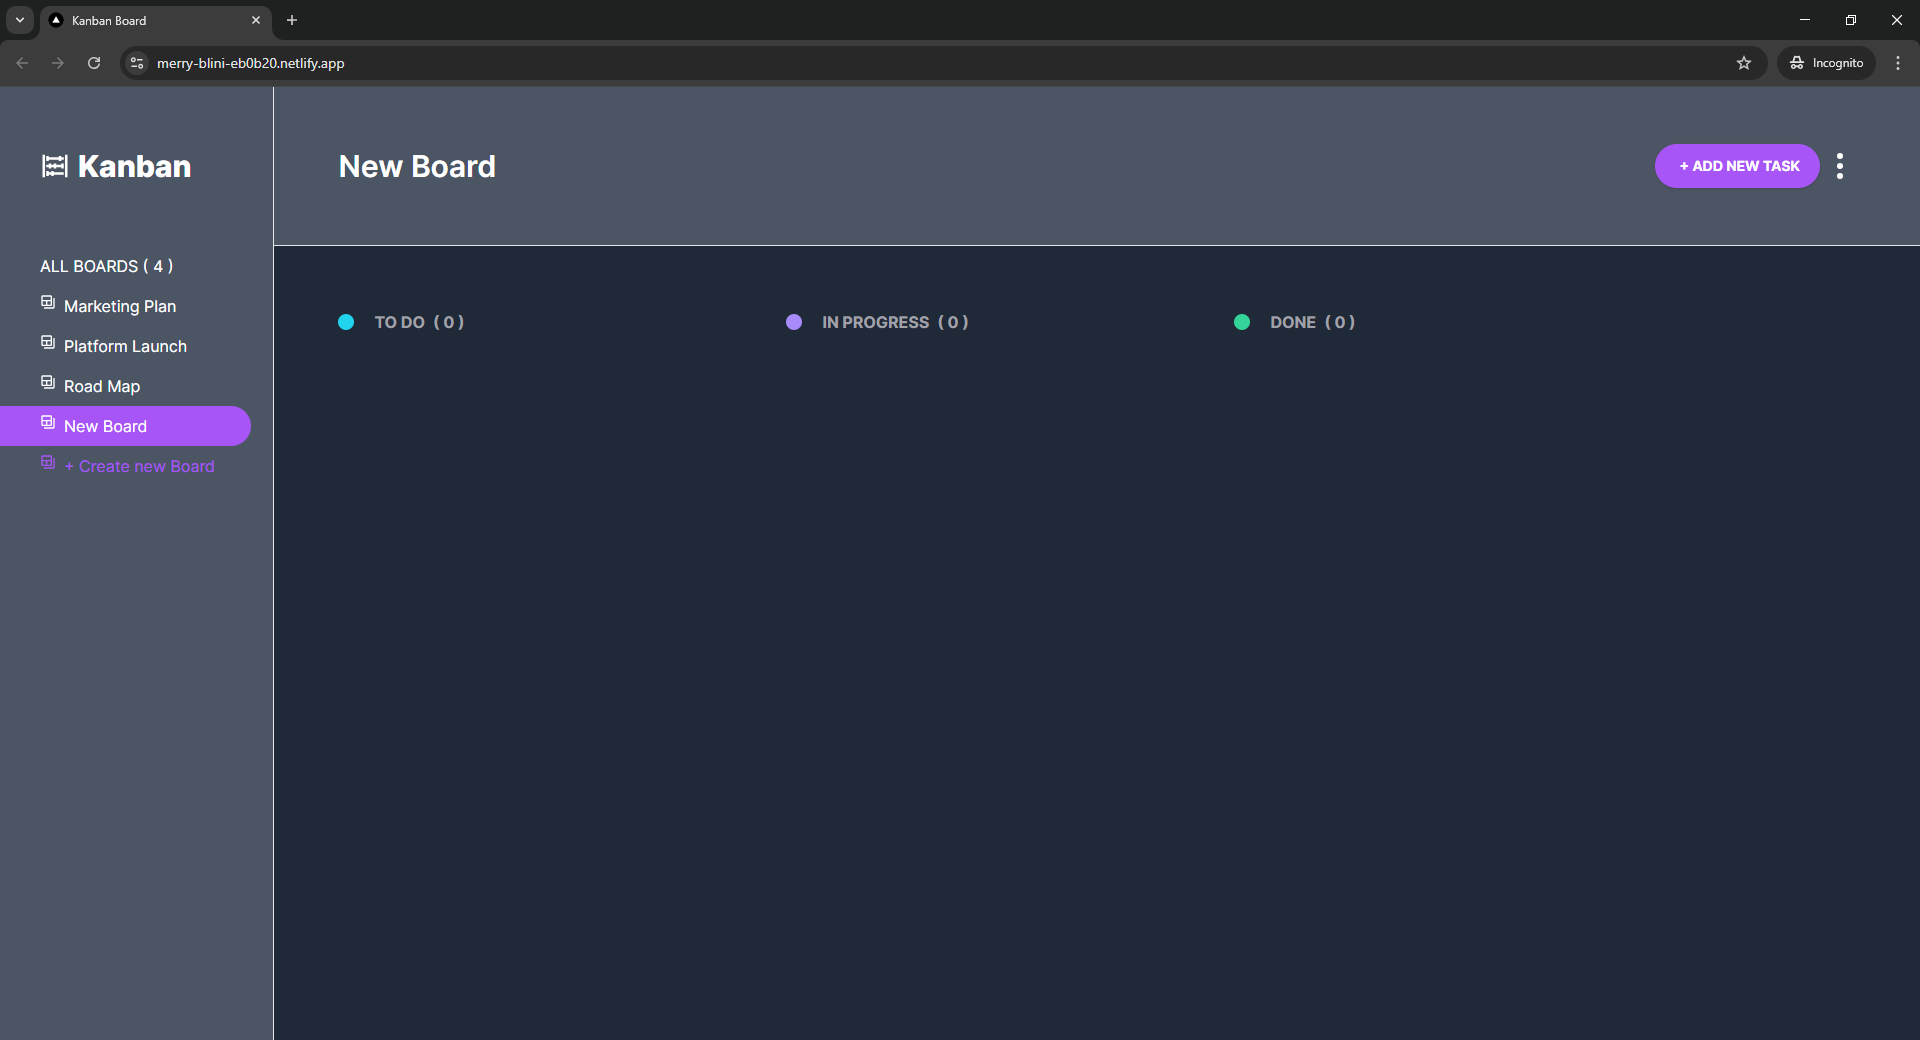 Kanban Board
merry-blini-eb0b20.netlify.app
Incognito
Kanban
New Board
+ ADD NEW TASK
ALL BOARDS ( 4 )
Marketing Plan
Platform Launch
Road Map
New Board
+ Create new Board
TO DO ( 0 )
IN PROGRESS ( 0 )
DONE ( 0 )